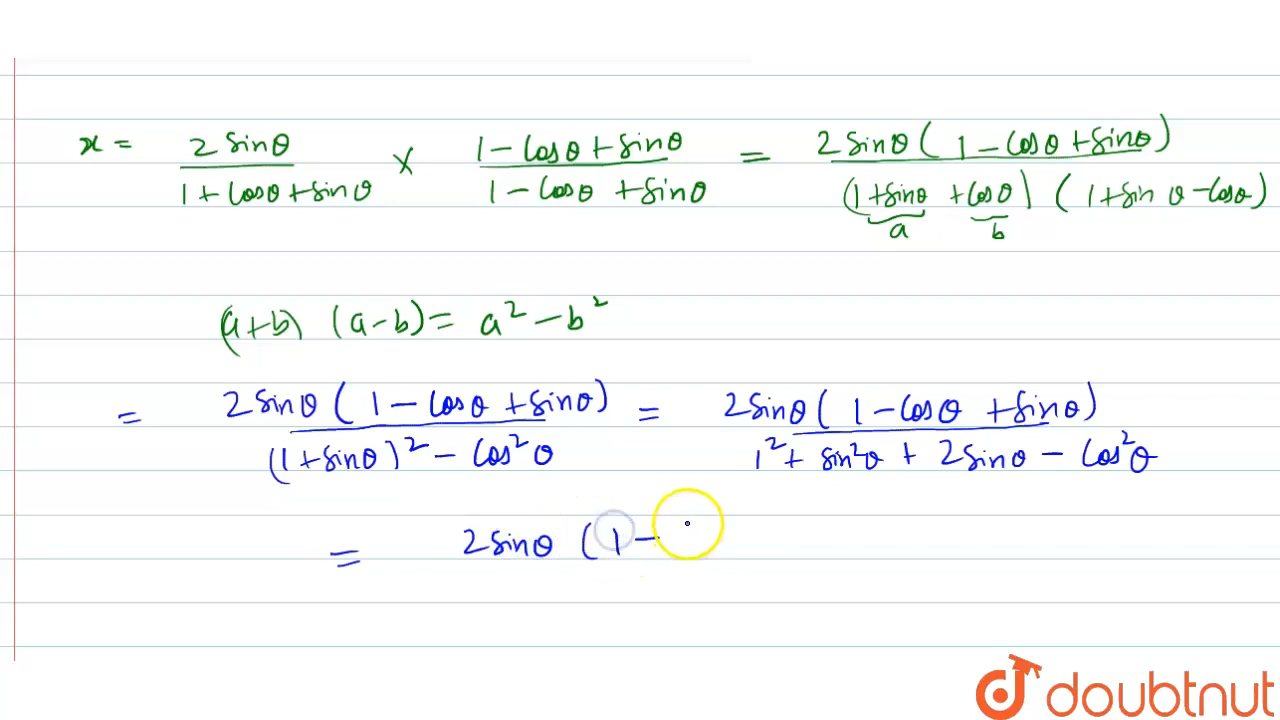 x = 2 sinθ / (1 + cosθ + sinθ) × (1 - cosθ + sinθ) / (1 - cosθ + sinθ) = 2 sinθ (1 - cosθ + sinθ) / (1 + sinθ + cosθ) (1 + sin θ - cosθ)
a b
(a+b) (a-b) = a² - b²
= 2 sinθ (1 - cosθ + sinθ) / (1 + sinθ)² - cos²θ = 2 sinθ (1 - cosθ + sinθ) / 1² + sin²θ + 2 sinθ - cos²θ
= 2 sinθ (1 -
doubtnut